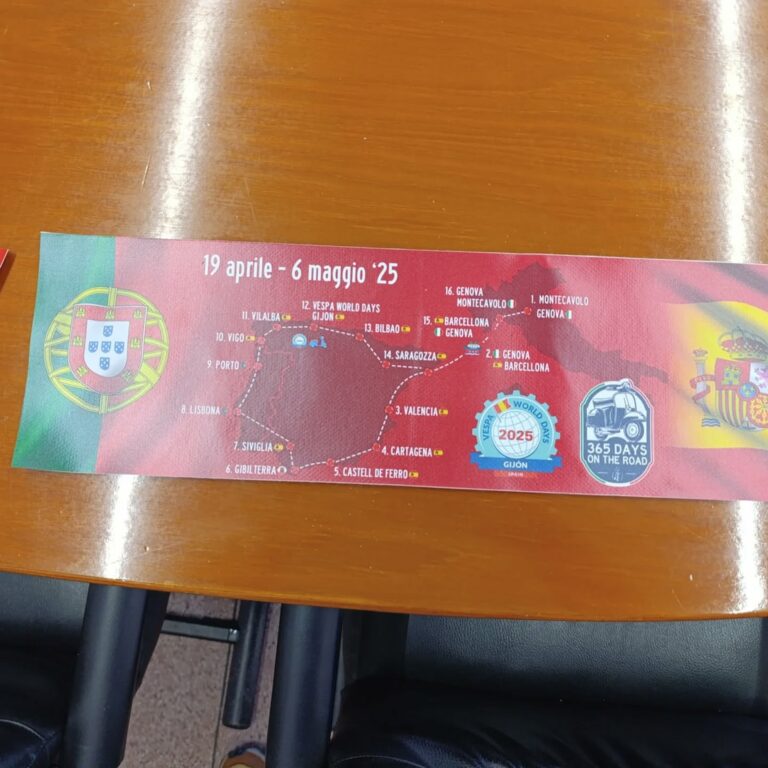 19 aprile - 6 maggio '25
16. GENOVA
MONTECAVOLO
1. MONTECAVOLO
GENOVA
12. VESPA WORLD DAYS
GIJON
11. VILALBA
13. BILBAO
15. BARCELLONA
GENOVA
10. VIGO
14. SARAGOZZA
2. GENOVA
BARCELLONA
9. PORTO
8. LISBONA
3. VALENCIA
7. SIVIGLIA
4. CARTAGENA
6. GIBILTERRA
5. CASTELL DE FERRO
VESPA WORLD DAYS
2025
GIJÓN
SPAIN
365 DAYS
ON THE ROAD